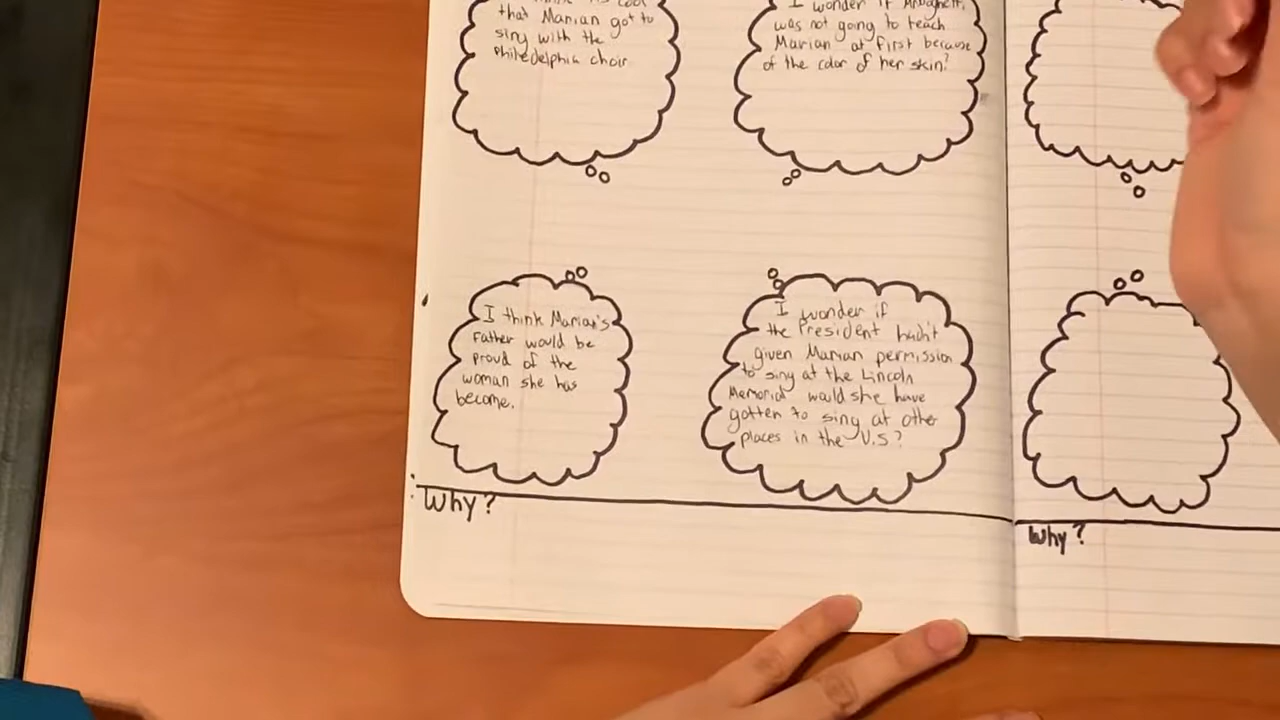 that Marian got to
sing with the
Philedelphia choir
I wonder if
was not going to teach
Marian at first because
of the color of her skin?
I think Marian's
Father would be
proud of the
woman she has
become.
I wonder if
the President hadn't
given Marian permission
to sing at the Lincoln
Memorial would she have
gotten to sing at other
places in the U.S?
Why?
Why?